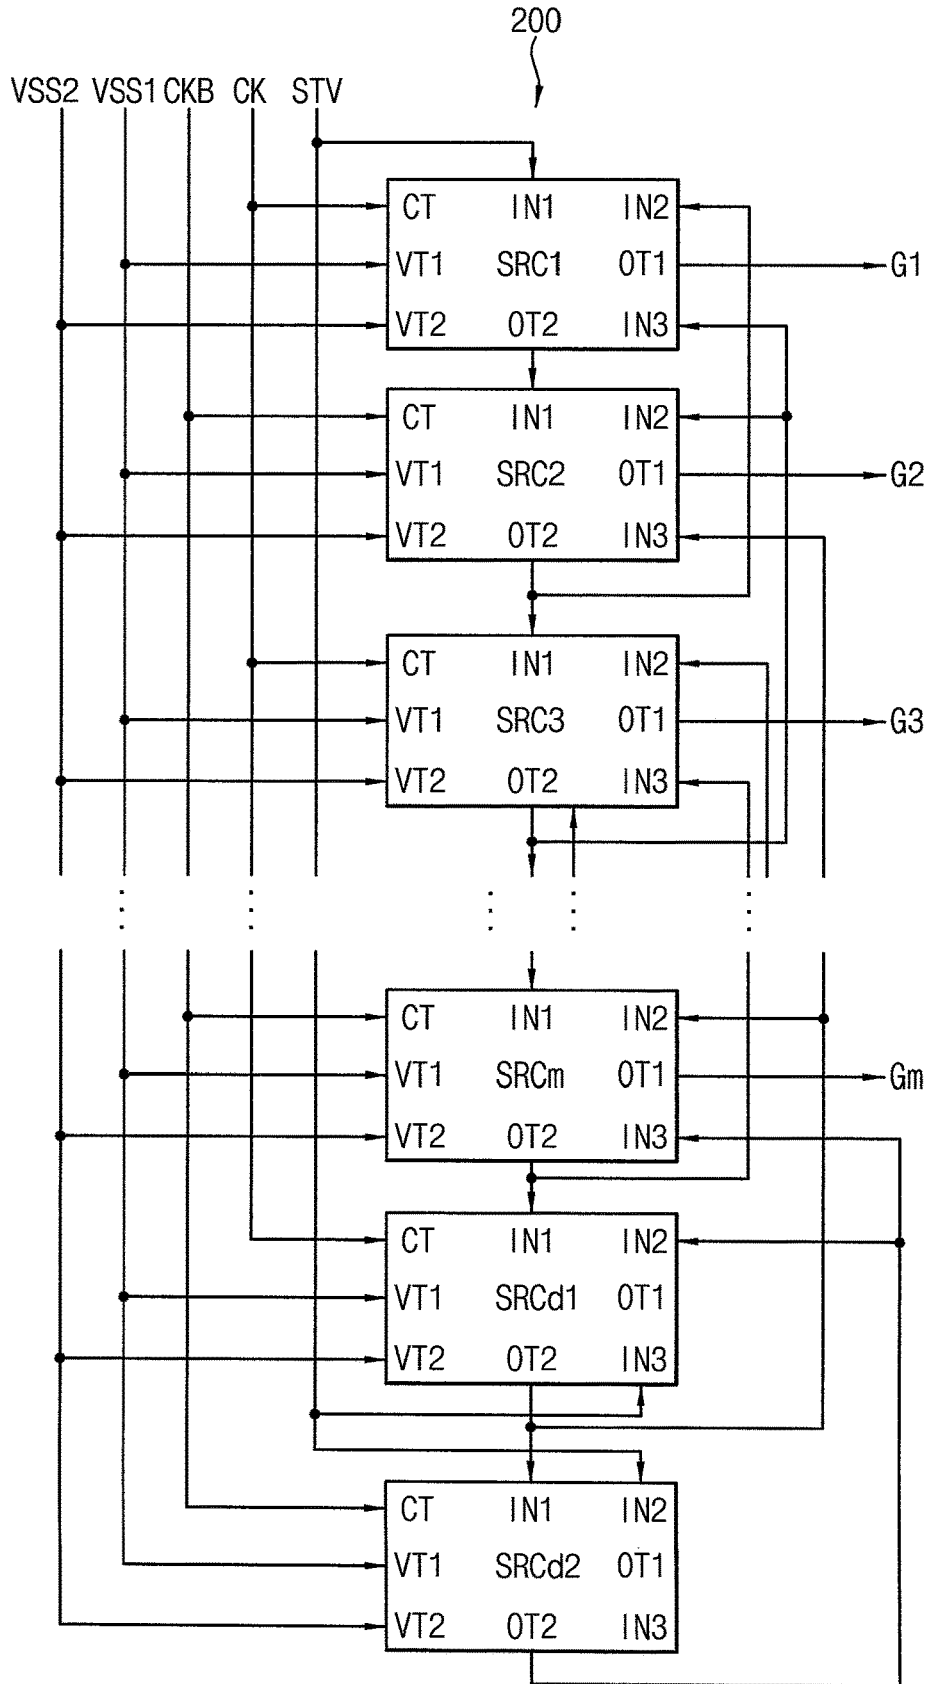 200
VSS2 VSS1 CKB CK STV
CT IN1 IN2
VT1 SRC1 OT1 G1
VT2 OT2 IN3
CT IN1 IN2
VT1 SRC2 OT1 G2
VT2 OT2 IN3
CT IN1 IN2
VT1 SRC3 OT1 G3
VT2 OT2 IN3
CT IN1 IN2
VT1 SRCm OT1 Gm
VT2 OT2 IN3
CT IN1 IN2
VT1 SRCd1 OT1
VT2 OT2 IN3
CT IN1 IN2
VT1 SRCd2 OT1
VT2 OT2 IN3